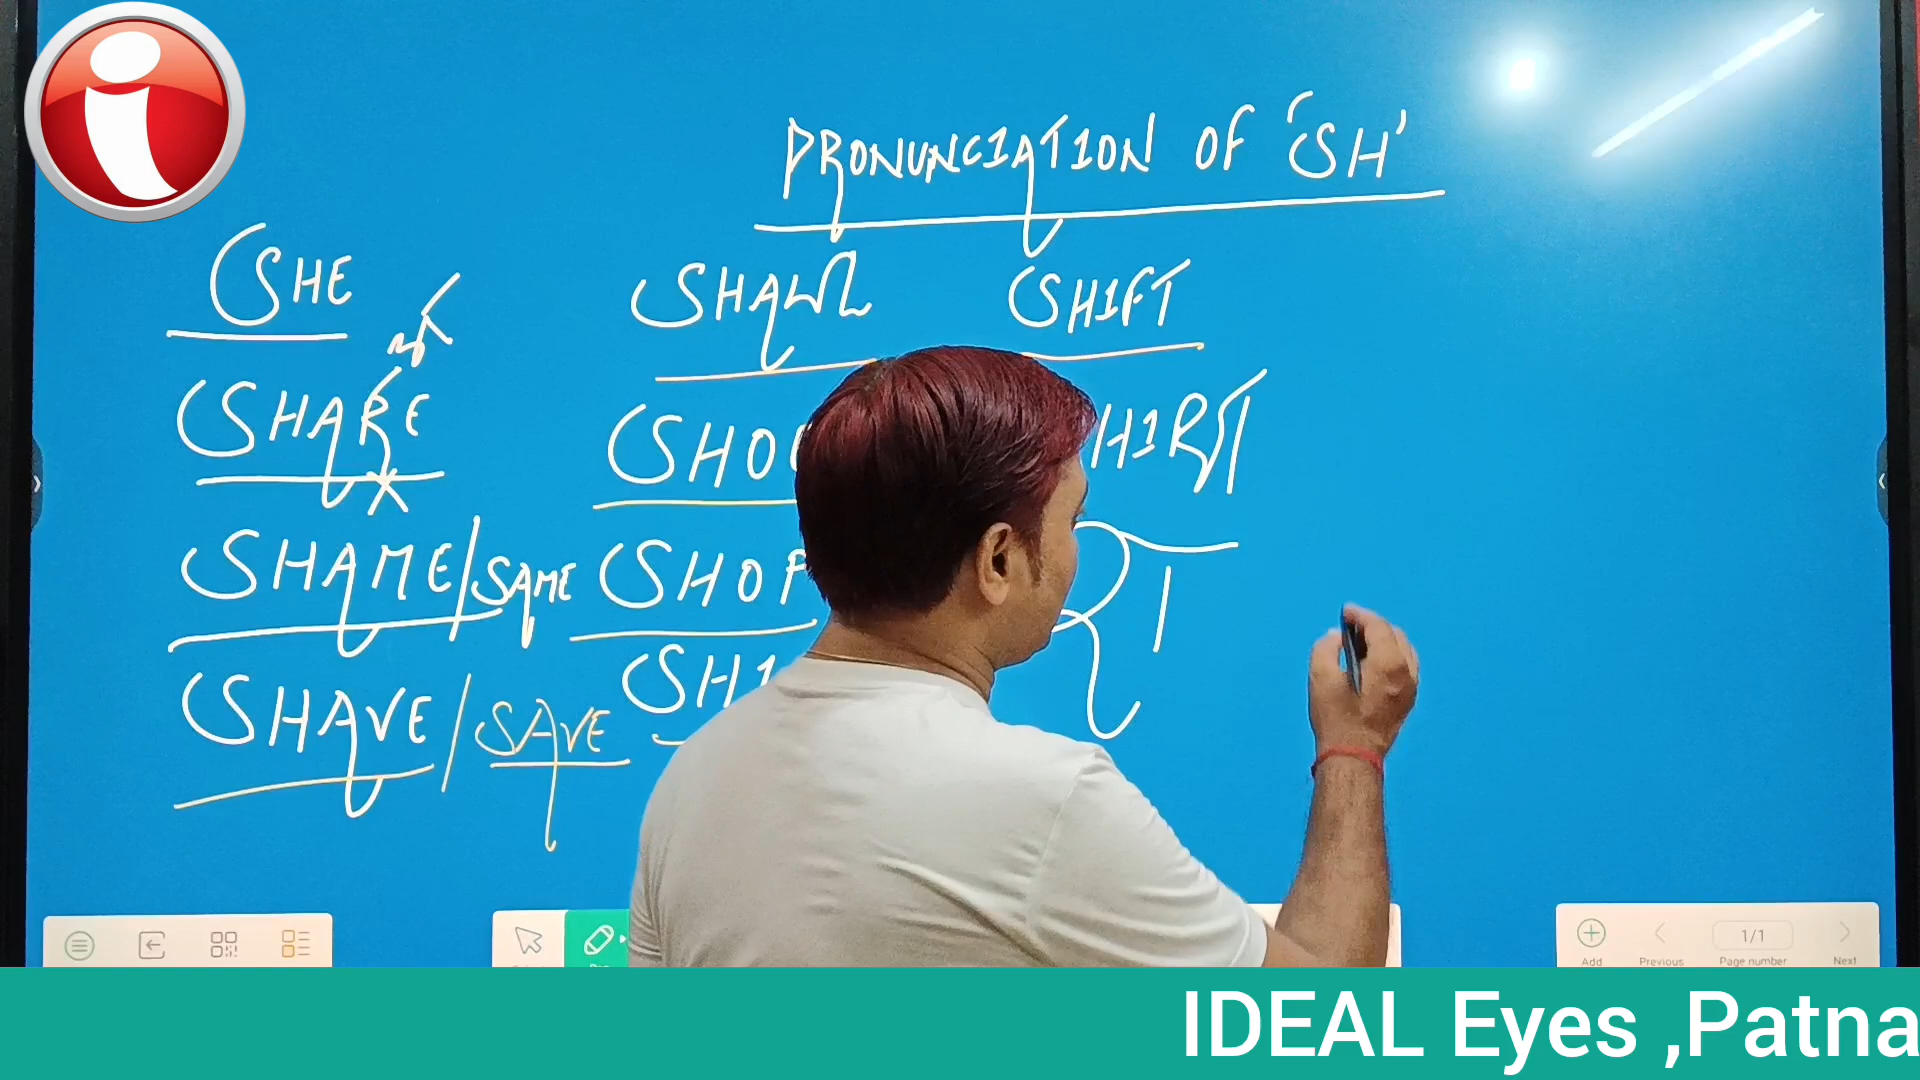 PRONUNCIATION OF 'SH'
SHE
SHAWL
SHIFT
SHARE
SHAME/SAME
SHOP
SHAVE/SAVE
Add
Previous
1/1
Page number
Next
IDEAL Eyes ,Patna